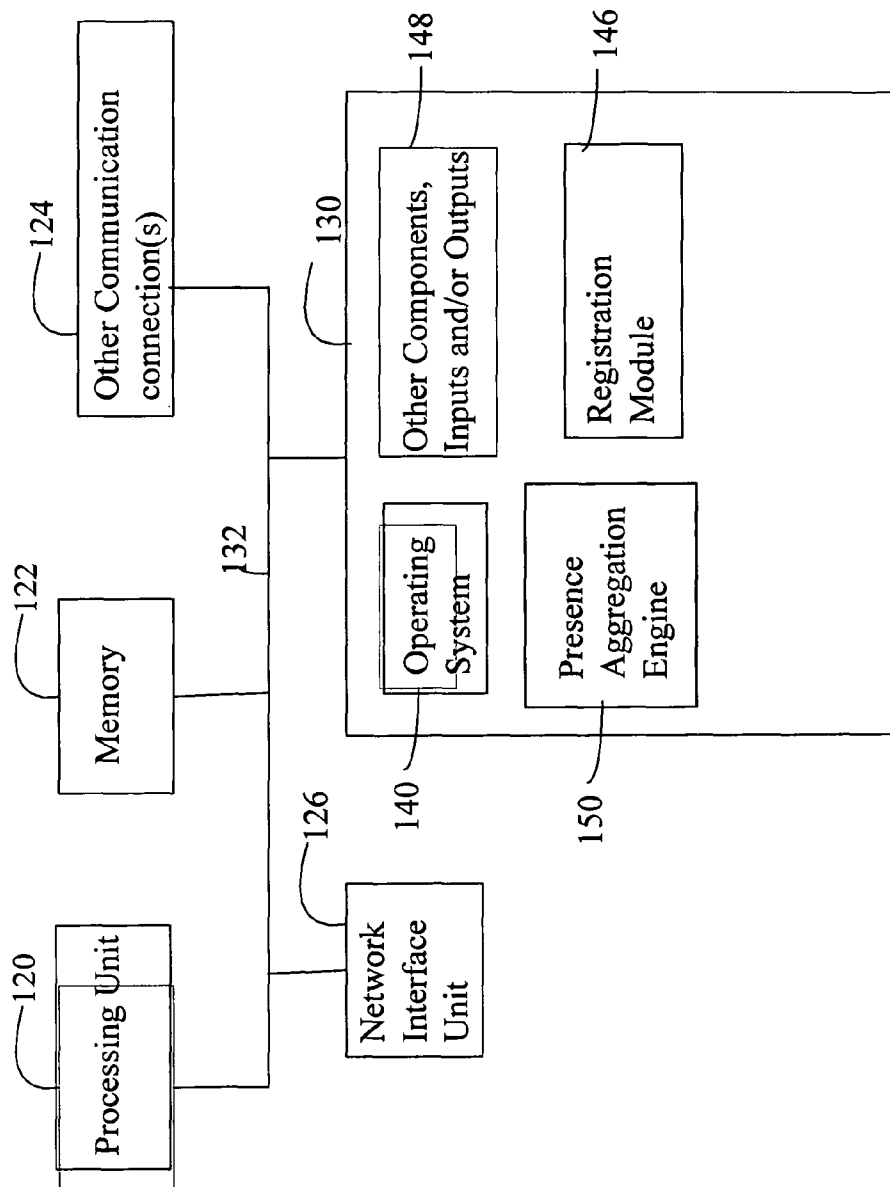 120
Processing Unit
122
Memory
124
Other Communication
connection(s)
132
126
Network
Interface
Unit
130
140
Operating
System
148
Other Components,
Inputs and/or Outputs
150
Presence
Aggregation
Engine
146
Registration
Module